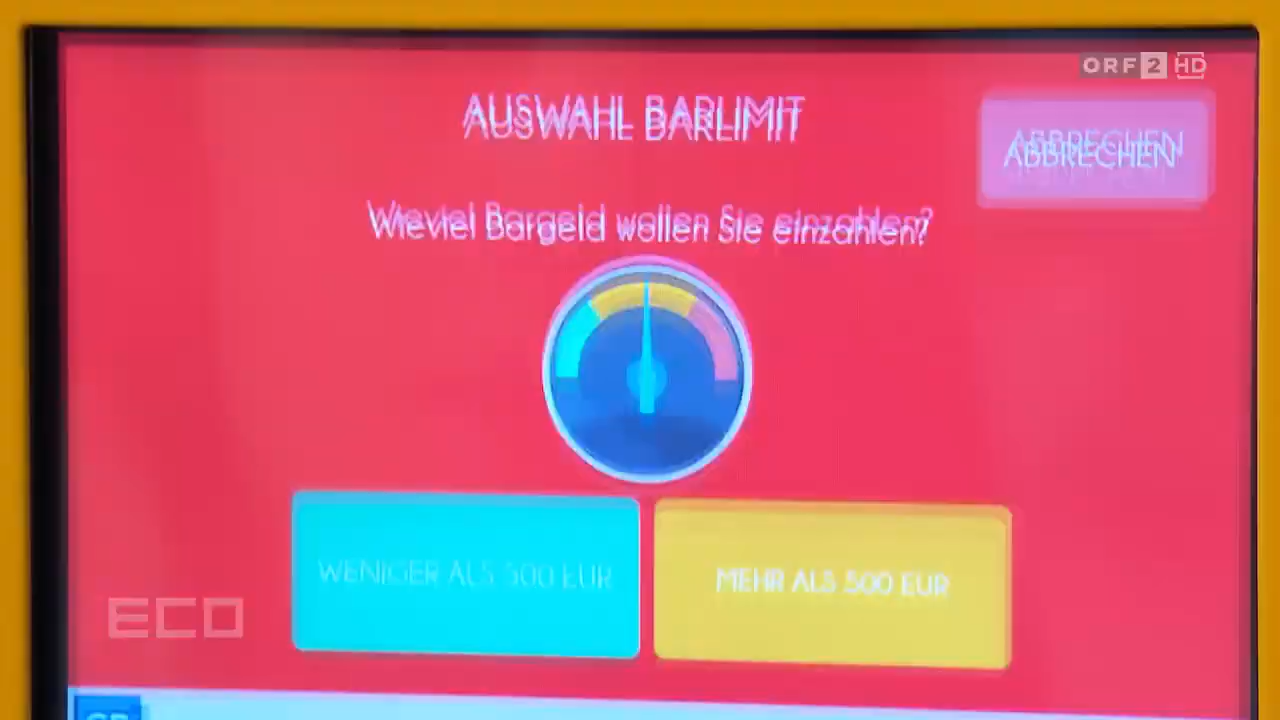 ORF 2 HD
AUSWAHL BARLIMIT
ABBRECHEN
Wieviel Bargeld wollen Sie einzahlen?
WENIGER ALS 500 EUR
MEHR ALS 500 EUR
ECO